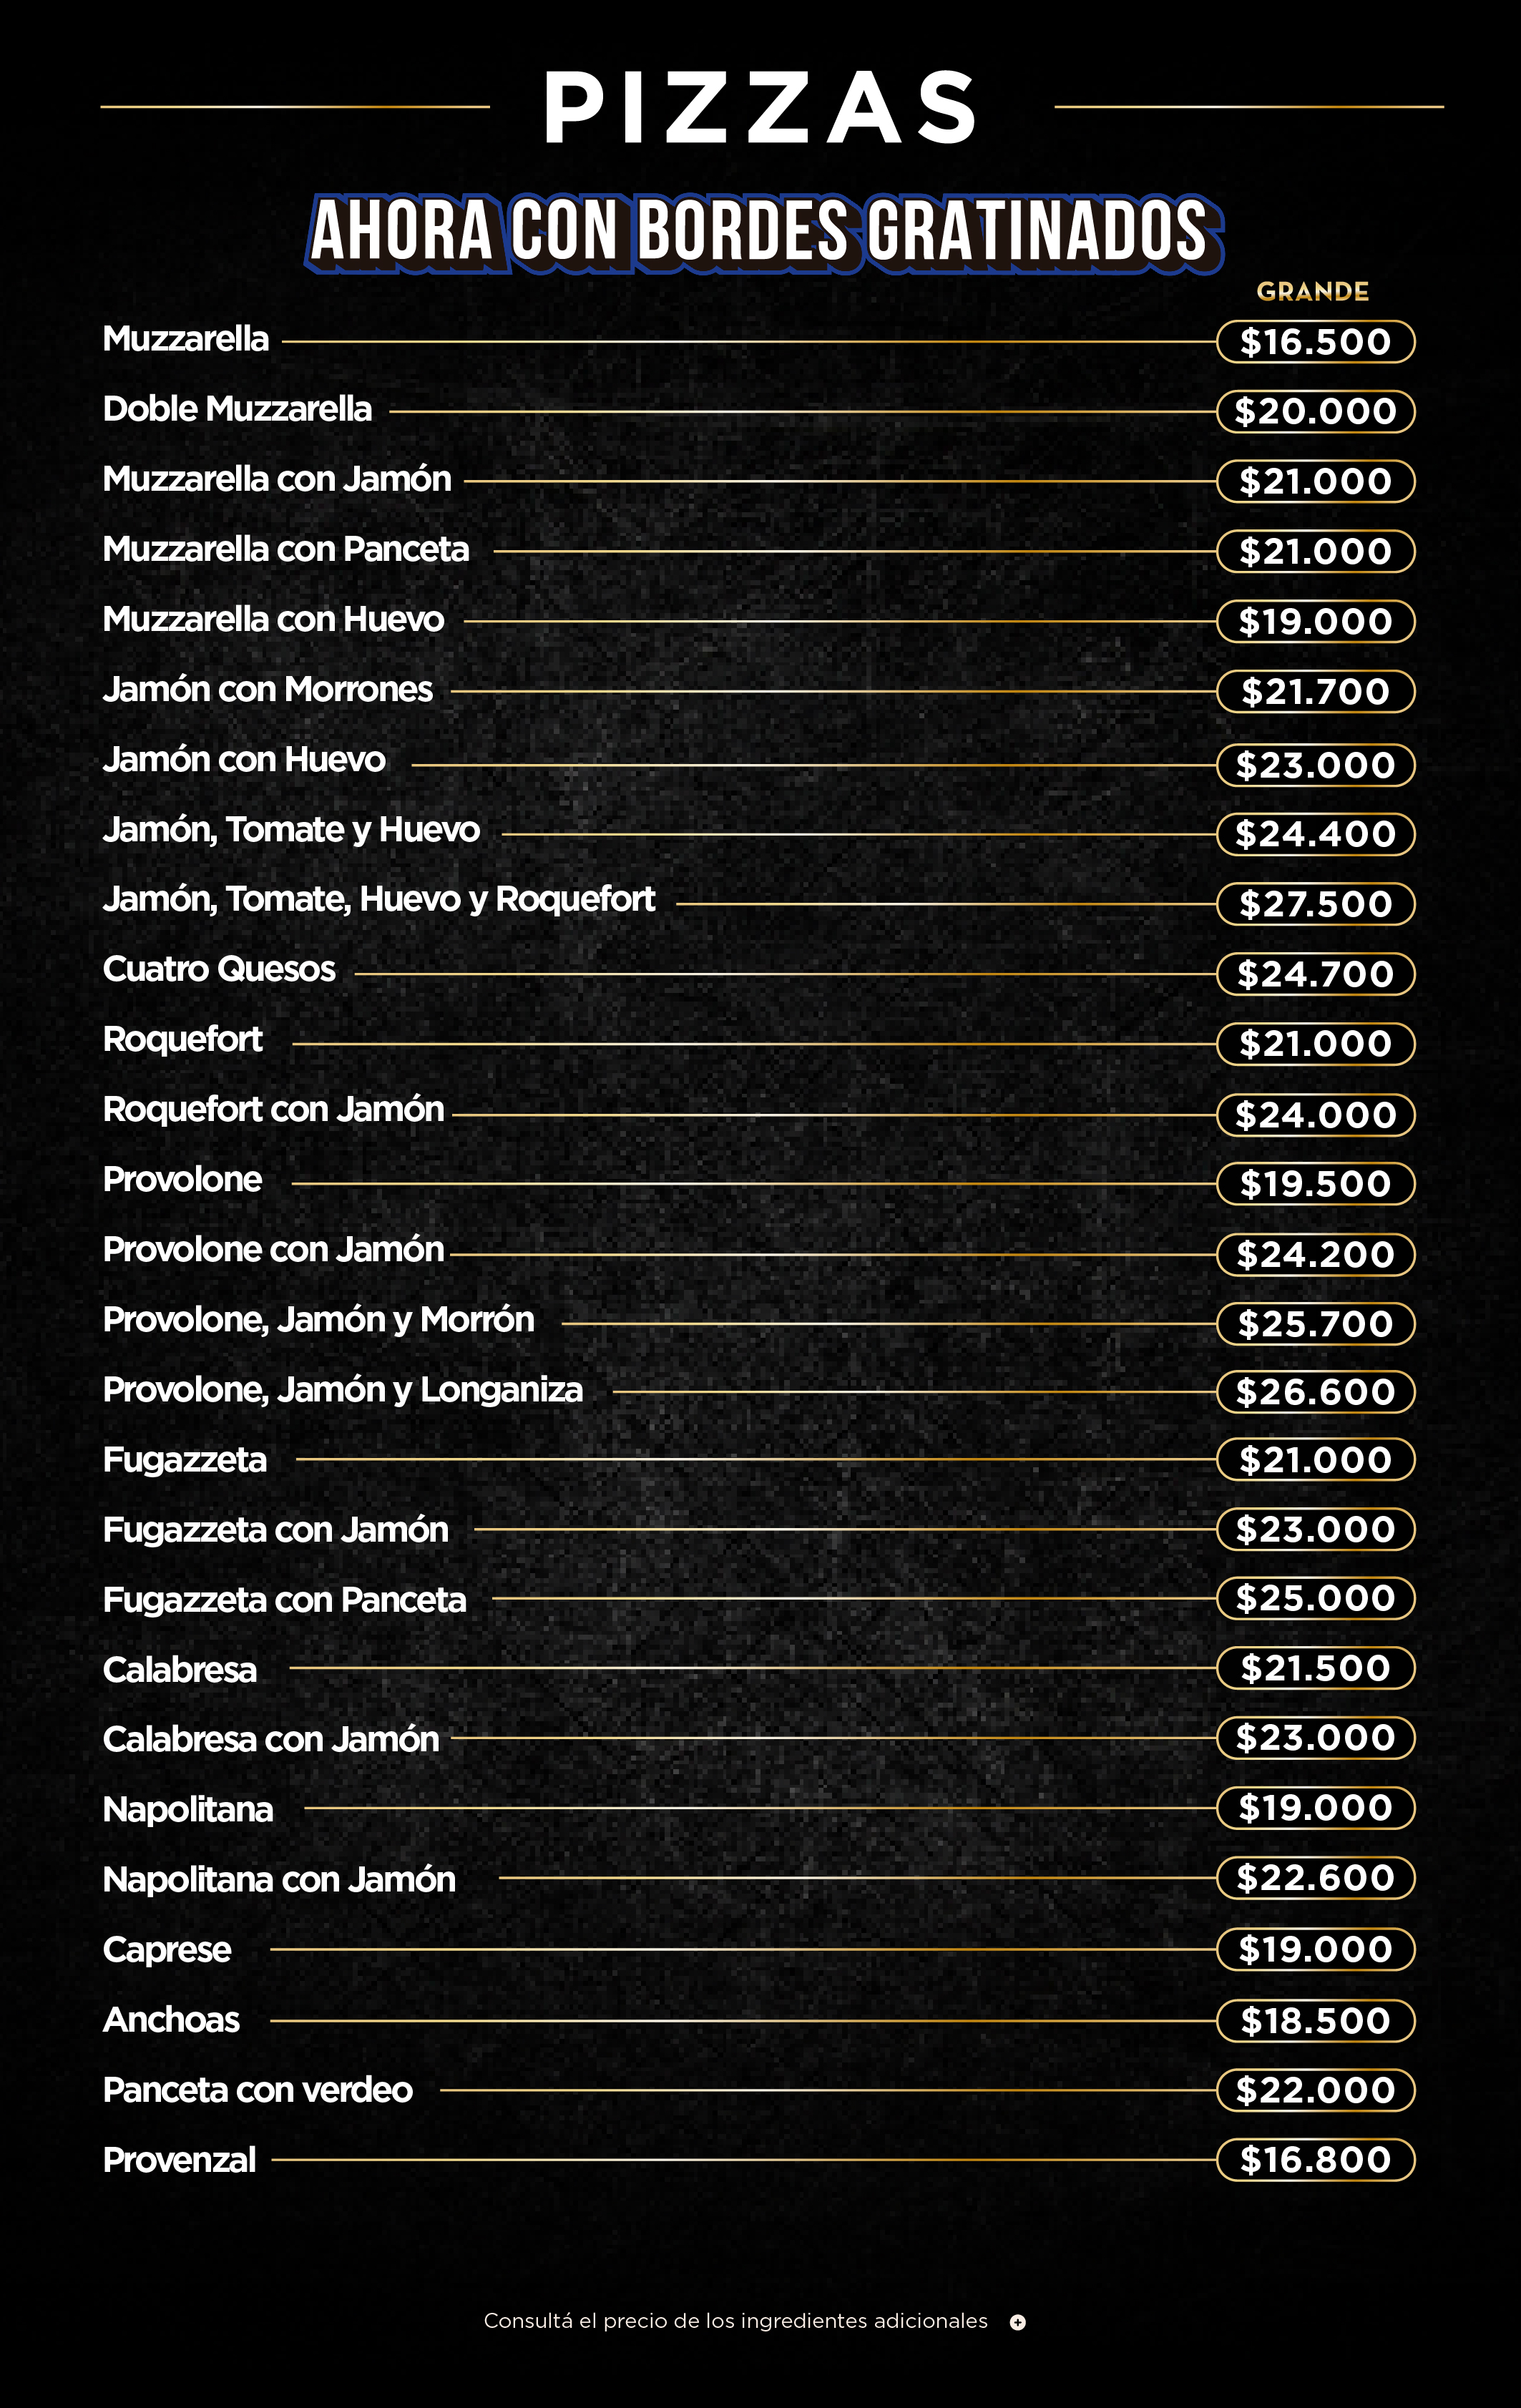 PIZZAS
AHORA CON BORDES GRATINADOS
GRANDE
Muzzarella $16.500
Doble Muzzarella $20.000
Muzzarella con Jamón $21.000
Muzzarella con Panceta $21.000
Muzzarella con Huevo $19.000
Jamón con Morrones $21.700
Jamón con Huevo $23.000
Jamón, Tomate y Huevo $24.400
Jamón, Tomate, Huevo y Roquefort $27.500
Cuatro Quesos $24.700
Roquefort $21.000
Roquefort con Jamón $24.000
Provolone $19.500
Provolone con Jamón $24.200
Provolone, Jamón y Morrón $25.700
Provolone, Jamón y Longaniza $26.600
Fugazzeta $21.000
Fugazzeta con Jamón $23.000
Fugazzeta con Panceta $25.000
Calabresa $21.500
Calabresa con Jamón $23.000
Napolitana $19.000
Napolitana con Jamón $22.600
Caprese $19.000
Anchoas $18.500
Panceta con verdeo $22.000
Provenzal $16.800
Consultá el precio de los ingredientes adicionales